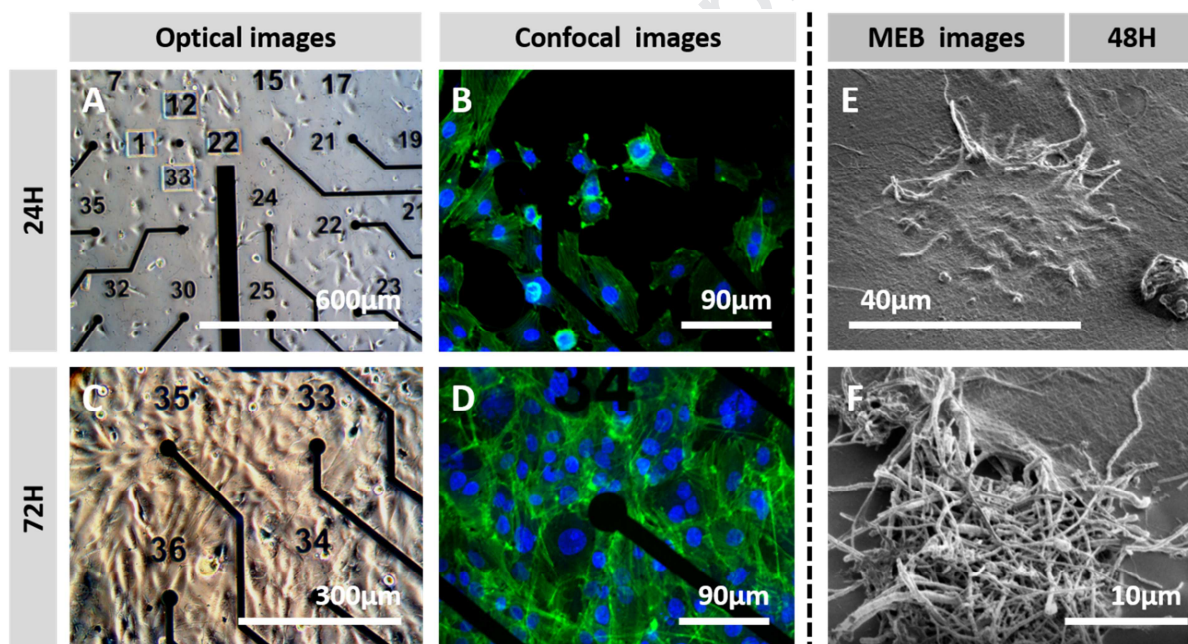 Optical images
Confocal images
MEB images
48H
24H
A
7
15
17
12
1
22
21
19
33
35
24
22
21
32
30
25
23
600µm
B
90µm
E
40µm
72H
C
35
33
36
34
300µm
D
34
90µm
F
10µm